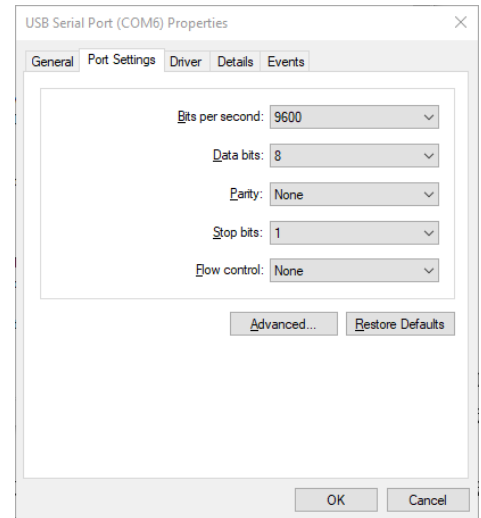 USB Serial Port (COM6) Properties
General Port Settings Driver Details Events
Bits per second: 9600
Data bits: 8
Parity: None
Stop bits: 1
Flow control: None
Advanced... Restore Defaults
OK Cancel